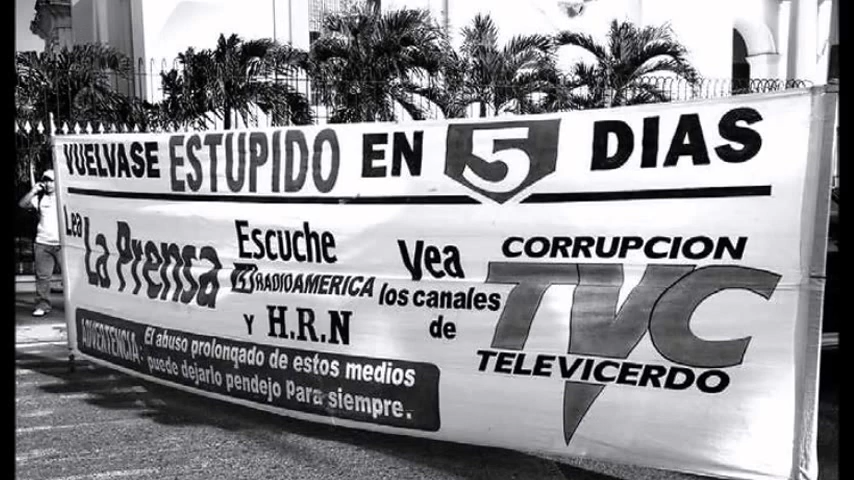 VUELVASE ESTUPIDO EN 5 DIAS
Lea La Prensa
Escuche
RADIOAMERICA
Y H.R.N
Vea
los canales
de
CORRUPCION
TVC
TELEVICERDO
ADVERTENCIA: El abuso prolongado de estos medios
puede dejarlo pendejo para siempre.